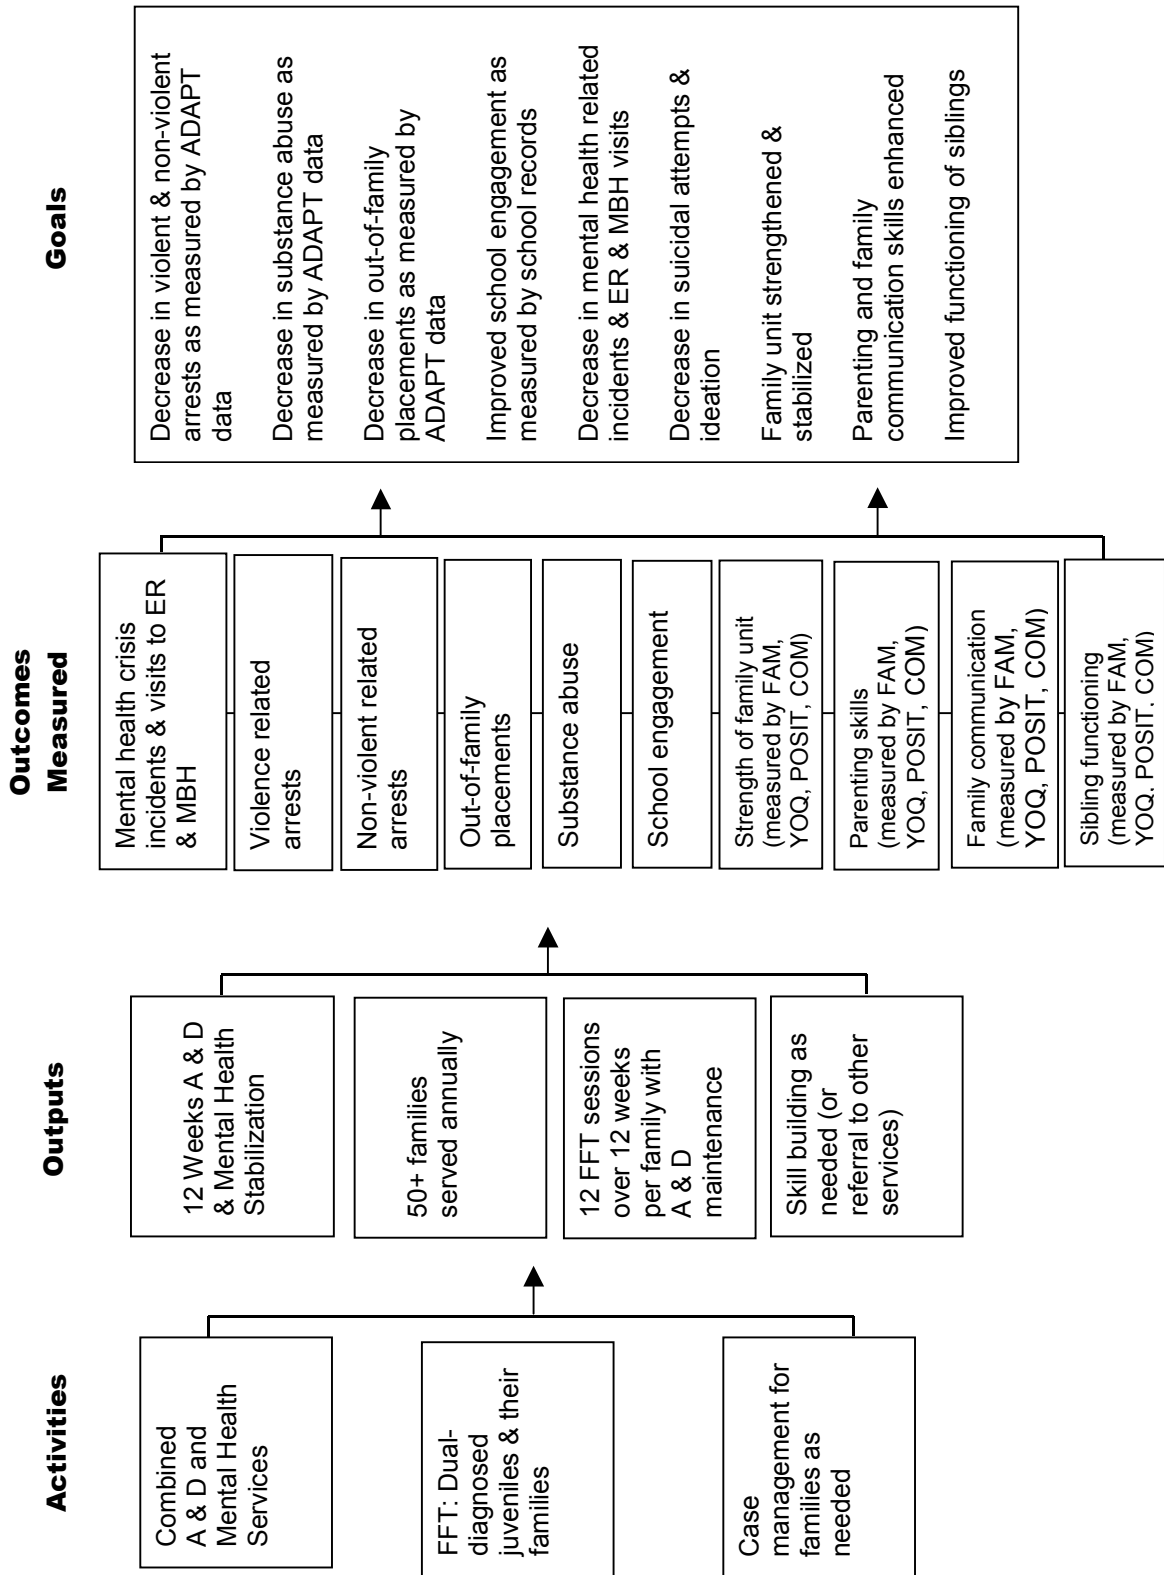 Activities
Combined
A & D and
Mental Health
Services
FFT: Dual-
diagnosed
juveniles & their
families
Case
management for
families as
needed
Outputs
12 Weeks A & D
& Mental Health
Stabilization
50+ families
served annually
12 FFT sessions
over 12 weeks
per family with
A & D
maintenance
Skill building as
needed (or
referral to other
services)
Outcomes
Measured
Mental health crisis
incidents & visits to ER
& MBH
Violence related
arrests
Non-violent related
arrests
Out-of-family
placements
Substance abuse
School engagement
Strength of family unit
(measured by FAM,
YOQ, POSIT, COM)
Parenting skills
(measured by FAM,
YOQ, POSIT, COM)
Family communication
(measured by FAM,
YOQ, POSIT, COM)
Sibling functioning
(measured by FAM,
YOQ, POSIT, COM)
Goals
Decrease in violent & non-violent
arrests as measured by ADAPT
data
Decrease in substance abuse as
measured by ADAPT data
Decrease in out-of-family
placements as measured by
ADAPT data
Improved school engagement as
measured by school records
Decrease in mental health related
incidents & ER & MBH visits
Decrease in suicidal attempts &
ideation
Family unit strengthened &
stabilized
Parenting and family
communication skills enhanced
Improved functioning of siblings